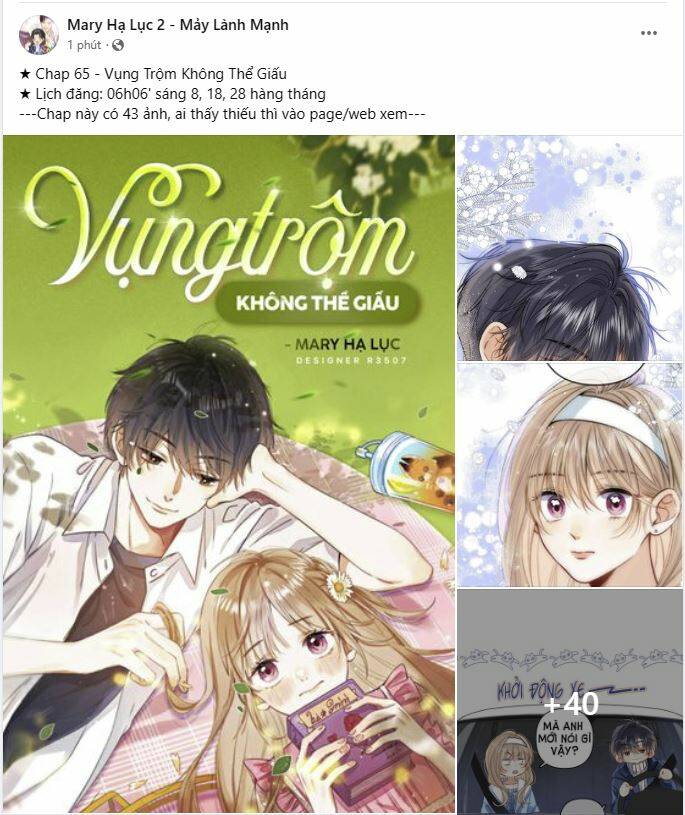 Mary Hạ Lục 2 - Mảy Lành Mạnh
1 phút ·
★ Chap 65 - Vụng Trộm Không Thể Giấu
★ Lịch đăng: 06h06' sáng 8, 18, 28 hàng tháng
---Chap này có 43 ảnh, ai thấy thiếu thì vào page/web xem---
Vụng trộm
KHÔNG THỂ GIẤU
- MARY HẠ LỤC
DESIGNER R3507
KHỞI ĐỘNG XE
+40
MÀ ANH
MỚI NÓI GÌ
VẬY?